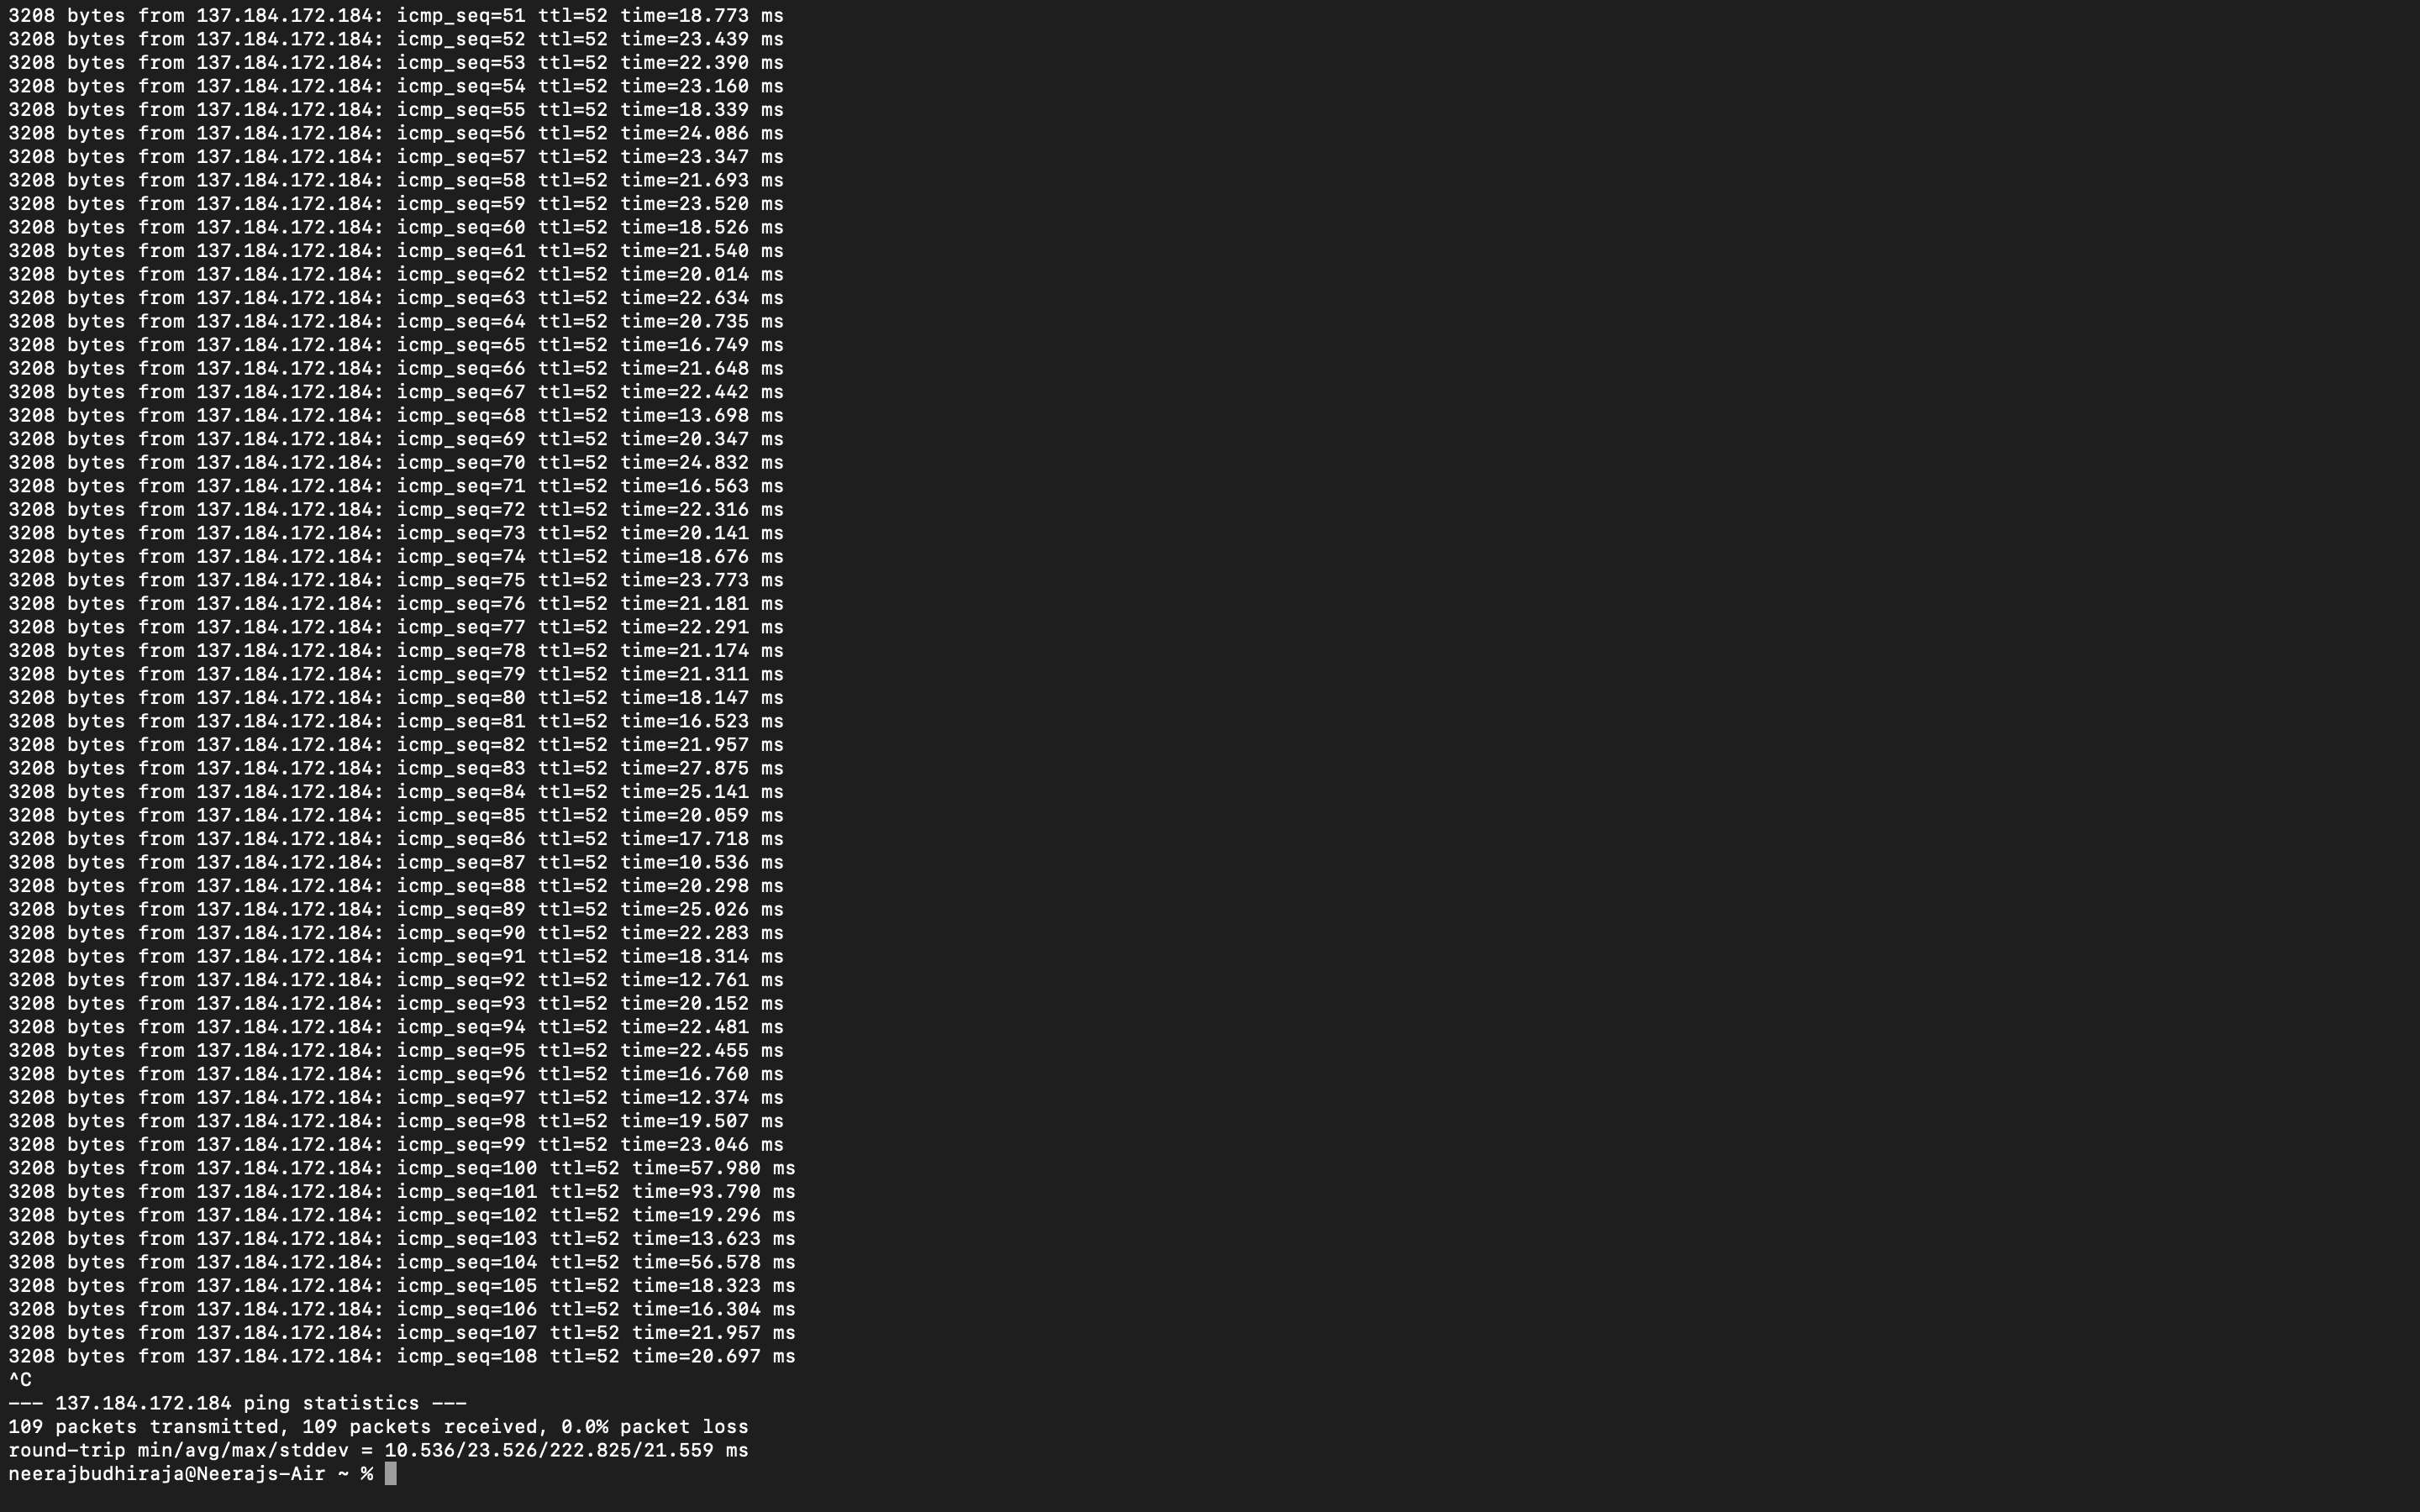 3208 bytes from 137.184.172.184: icmp_seq=51 ttl=52 time=18.773 ms
3208 bytes from 137.184.172.184: icmp_seq=52 ttl=52 time=23.439 ms
3208 bytes from 137.184.172.184: icmp_seq=53 ttl=52 time=22.390 ms
3208 bytes from 137.184.172.184: icmp_seq=54 ttl=52 time=23.160 ms
3208 bytes from 137.184.172.184: icmp_seq=55 ttl=52 time=18.339 ms
3208 bytes from 137.184.172.184: icmp_seq=56 ttl=52 time=24.086 ms
3208 bytes from 137.184.172.184: icmp_seq=57 ttl=52 time=23.347 ms
3208 bytes from 137.184.172.184: icmp_seq=58 ttl=52 time=21.693 ms
3208 bytes from 137.184.172.184: icmp_seq=59 ttl=52 time=23.520 ms
3208 bytes from 137.184.172.184: icmp_seq=60 ttl=52 time=18.526 ms
3208 bytes from 137.184.172.184: icmp_seq=61 ttl=52 time=21.540 ms
3208 bytes from 137.184.172.184: icmp_seq=62 ttl=52 time=20.014 ms
3208 bytes from 137.184.172.184: icmp_seq=63 ttl=52 time=22.634 ms
3208 bytes from 137.184.172.184: icmp_seq=64 ttl=52 time=20.735 ms
3208 bytes from 137.184.172.184: icmp_seq=65 ttl=52 time=16.749 ms
3208 bytes from 137.184.172.184: icmp_seq=66 ttl=52 time=21.648 ms
3208 bytes from 137.184.172.184: icmp_seq=67 ttl=52 time=22.442 ms
3208 bytes from 137.184.172.184: icmp_seq=68 ttl=52 time=13.698 ms
3208 bytes from 137.184.172.184: icmp_seq=69 ttl=52 time=20.347 ms
3208 bytes from 137.184.172.184: icmp_seq=70 ttl=52 time=24.832 ms
3208 bytes from 137.184.172.184: icmp_seq=71 ttl=52 time=16.563 ms
3208 bytes from 137.184.172.184: icmp_seq=72 ttl=52 time=22.316 ms
3208 bytes from 137.184.172.184: icmp_seq=73 ttl=52 time=20.141 ms
3208 bytes from 137.184.172.184: icmp_seq=74 ttl=52 time=18.676 ms
3208 bytes from 137.184.172.184: icmp_seq=75 ttl=52 time=23.773 ms
3208 bytes from 137.184.172.184: icmp_seq=76 ttl=52 time=21.181 ms
3208 bytes from 137.184.172.184: icmp_seq=77 ttl=52 time=22.291 ms
3208 bytes from 137.184.172.184: icmp_seq=78 ttl=52 time=21.174 ms
3208 bytes from 137.184.172.184: icmp_seq=79 ttl=52 time=21.311 ms
3208 bytes from 137.184.172.184: icmp_seq=80 ttl=52 time=18.147 ms
3208 bytes from 137.184.172.184: icmp_seq=81 ttl=52 time=16.523 ms
3208 bytes from 137.184.172.184: icmp_seq=82 ttl=52 time=21.957 ms
3208 bytes from 137.184.172.184: icmp_seq=83 ttl=52 time=27.875 ms
3208 bytes from 137.184.172.184: icmp_seq=84 ttl=52 time=25.141 ms
3208 bytes from 137.184.172.184: icmp_seq=85 ttl=52 time=20.059 ms
3208 bytes from 137.184.172.184: icmp_seq=86 ttl=52 time=17.718 ms
3208 bytes from 137.184.172.184: icmp_seq=87 ttl=52 time=10.536 ms
3208 bytes from 137.184.172.184: icmp_seq=88 ttl=52 time=20.298 ms
3208 bytes from 137.184.172.184: icmp_seq=89 ttl=52 time=25.026 ms
3208 bytes from 137.184.172.184: icmp_seq=90 ttl=52 time=22.283 ms
3208 bytes from 137.184.172.184: icmp_seq=91 ttl=52 time=18.314 ms
3208 bytes from 137.184.172.184: icmp_seq=92 ttl=52 time=12.761 ms
3208 bytes from 137.184.172.184: icmp_seq=93 ttl=52 time=20.152 ms
3208 bytes from 137.184.172.184: icmp_seq=94 ttl=52 time=22.481 ms
3208 bytes from 137.184.172.184: icmp_seq=95 ttl=52 time=22.455 ms
3208 bytes from 137.184.172.184: icmp_seq=96 ttl=52 time=16.760 ms
3208 bytes from 137.184.172.184: icmp_seq=97 ttl=52 time=12.374 ms
3208 bytes from 137.184.172.184: icmp_seq=98 ttl=52 time=19.507 ms
3208 bytes from 137.184.172.184: icmp_seq=99 ttl=52 time=23.046 ms
3208 bytes from 137.184.172.184: icmp_seq=100 ttl=52 time=57.980 ms
3208 bytes from 137.184.172.184: icmp_seq=101 ttl=52 time=93.790 ms
3208 bytes from 137.184.172.184: icmp_seq=102 ttl=52 time=19.296 ms
3208 bytes from 137.184.172.184: icmp_seq=103 ttl=52 time=13.623 ms
3208 bytes from 137.184.172.184: icmp_seq=104 ttl=52 time=56.578 ms
3208 bytes from 137.184.172.184: icmp_seq=105 ttl=52 time=18.323 ms
3208 bytes from 137.184.172.184: icmp_seq=106 ttl=52 time=16.304 ms
3208 bytes from 137.184.172.184: icmp_seq=107 ttl=52 time=21.957 ms
3208 bytes from 137.184.172.184: icmp_seq=108 ttl=52 time=20.697 ms
^C
--- 137.184.172.184 ping statistics ---
109 packets transmitted, 109 packets received, 0.0% packet loss
round-trip min/avg/max/stddev = 10.536/23.526/222.825/21.559 ms
neerajbudhiraja@Neerajs-Air ~ %